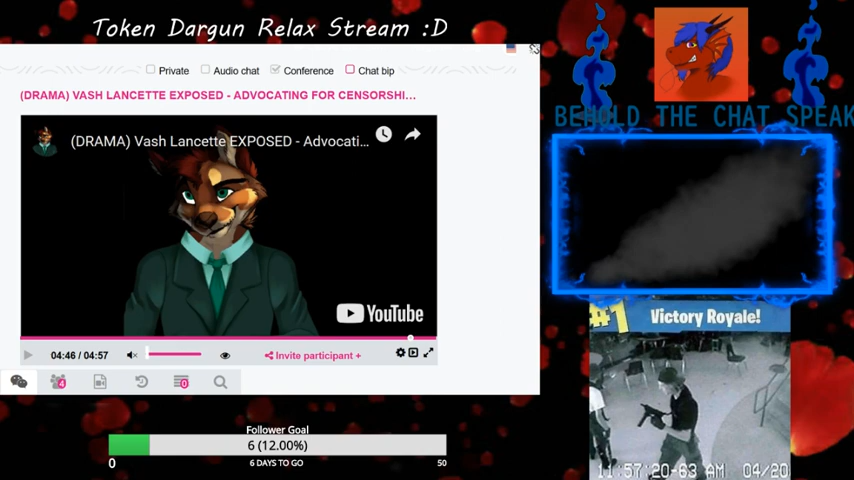 Token Dargun Relax Stream :D
Private
Audio chat
Conference
Chat bip
(DRAMA) VASH LANCETTE EXPOSED - ADVOCATING FOR CENSORSHI...
(DRAMA) Vash Lancette EXPOSED - Advocati...
YouTube
04:46 / 04:57
Invite participant +
4
0
Follower Goal
6 (12.00%)
0
6 DAYS TO GO
50
BEHOLD THE CHAT SPEAK
#1
Victory Royale!
11:57:20-63 AM 04/20